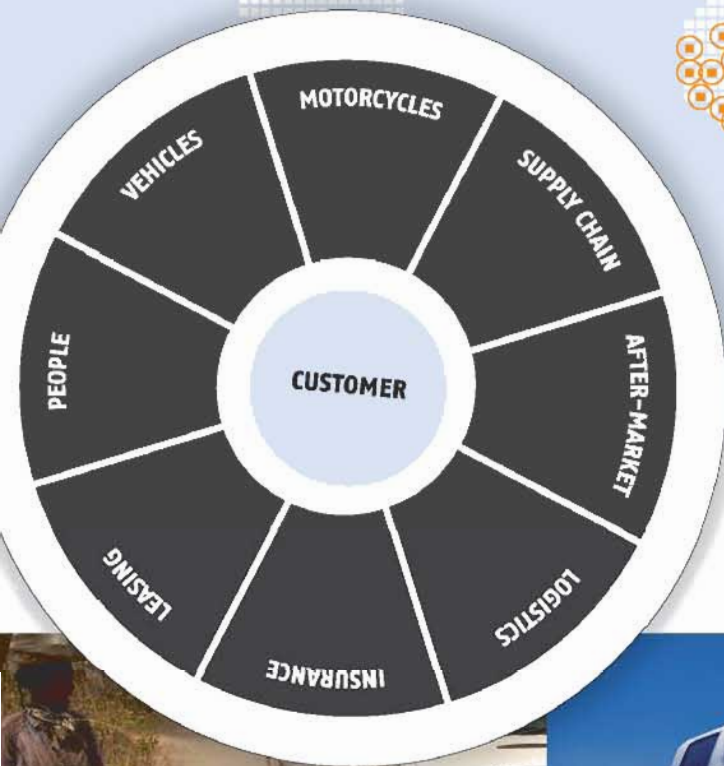 MOTORCYCLES
SUPPLY CHAIN
AFTER-MARKET
LOGISTICS
INSURANCE
LEASING
PEOPLE
VEHICLES
CUSTOMER